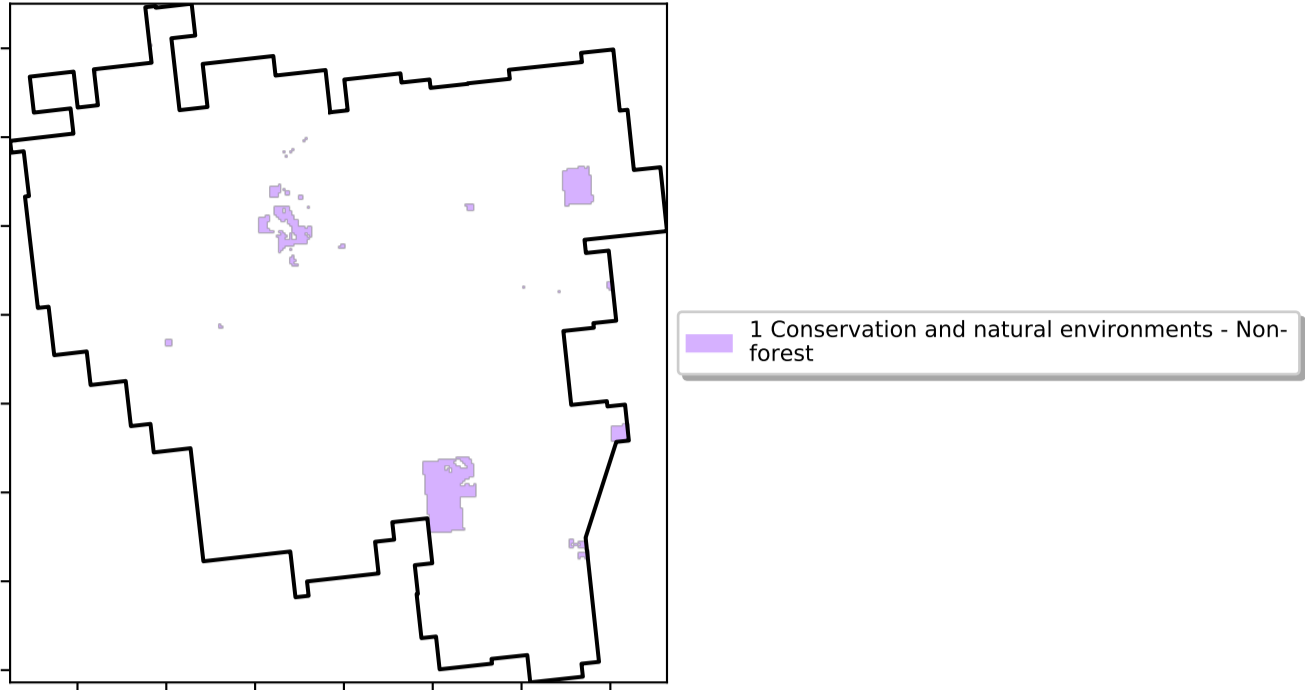 1 Conservation and natural environments - Non-
forest